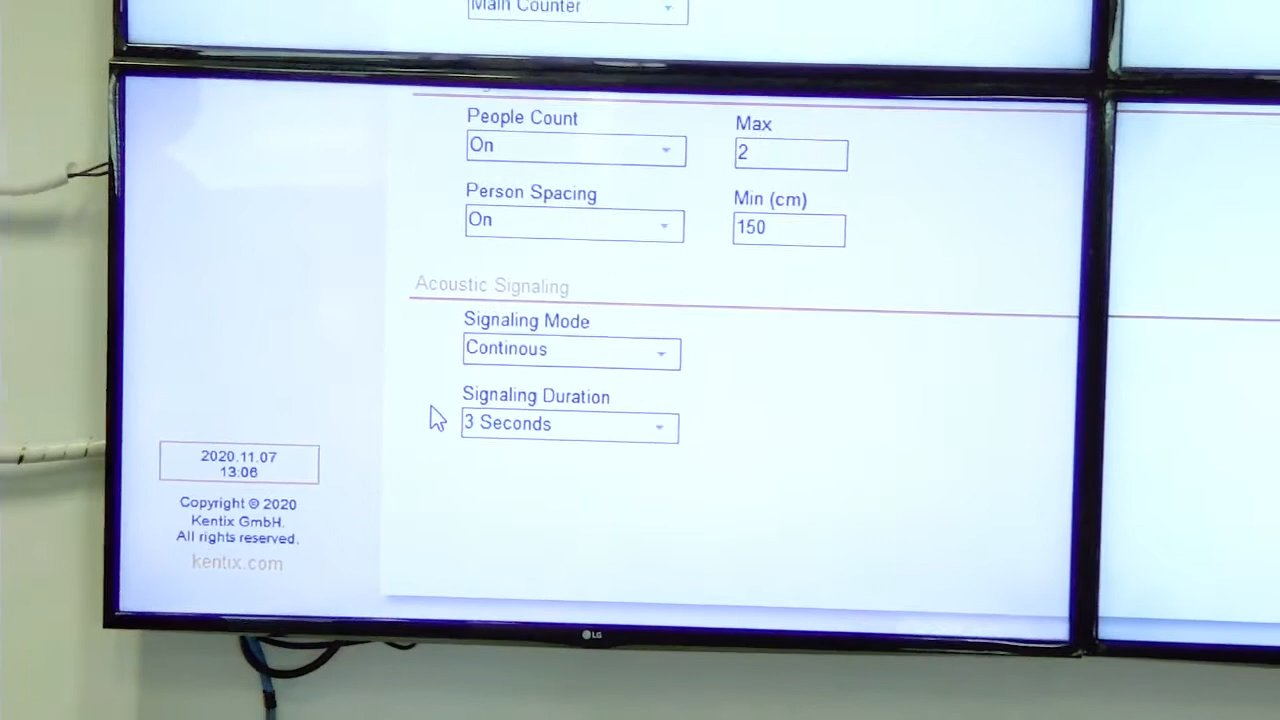 Main Counter
People Count
Max
On
2
Person Spacing
Min (cm)
On
150
Acoustic Signaling
Signaling Mode
Continous
Signaling Duration
3 Seconds
2020.11.07
13:06
Copyright © 2020
Kentix GmbH.
All rights reserved.
kentix.com
LG